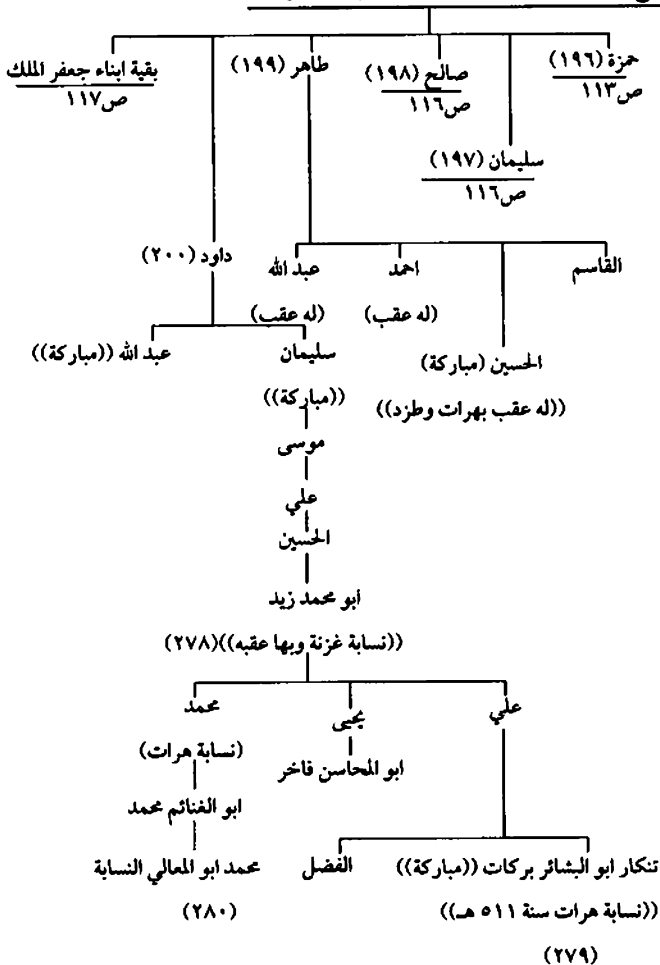 حمزة (١٩٦)
ص١١٣
سليمان (١٩٧)
ص١١٦
صالح (١٩٨)
ص١١٦
طاهر (١٩٩)
بقية ابناء جعفر الملك
ص١١٧
داود (٢٠٠)
القاسم
احمد
(له عقب)
عبد الله
(له عقب)
الحسين (مباركة)
((له عقب بهرات وطزد))
سليمان
((مباركة))
عبد الله ((مباركة))
موسى
علي
الحسين
ابو محمد زيد
((نسابة غزنة وبها عقبه))(٢٧٨)
علي
يحيى
محمد
(نسابة هرات)
ابو المحاسن فاخر
ابو الغنائم محمد
تنكار ابو البشائر بركات ((مباركة))
((نسابة هرات سنة ٥١١ هـ))
(٢٧٩)
الفضل
محمد ابو المعالي النسابة
(٢٨٠)